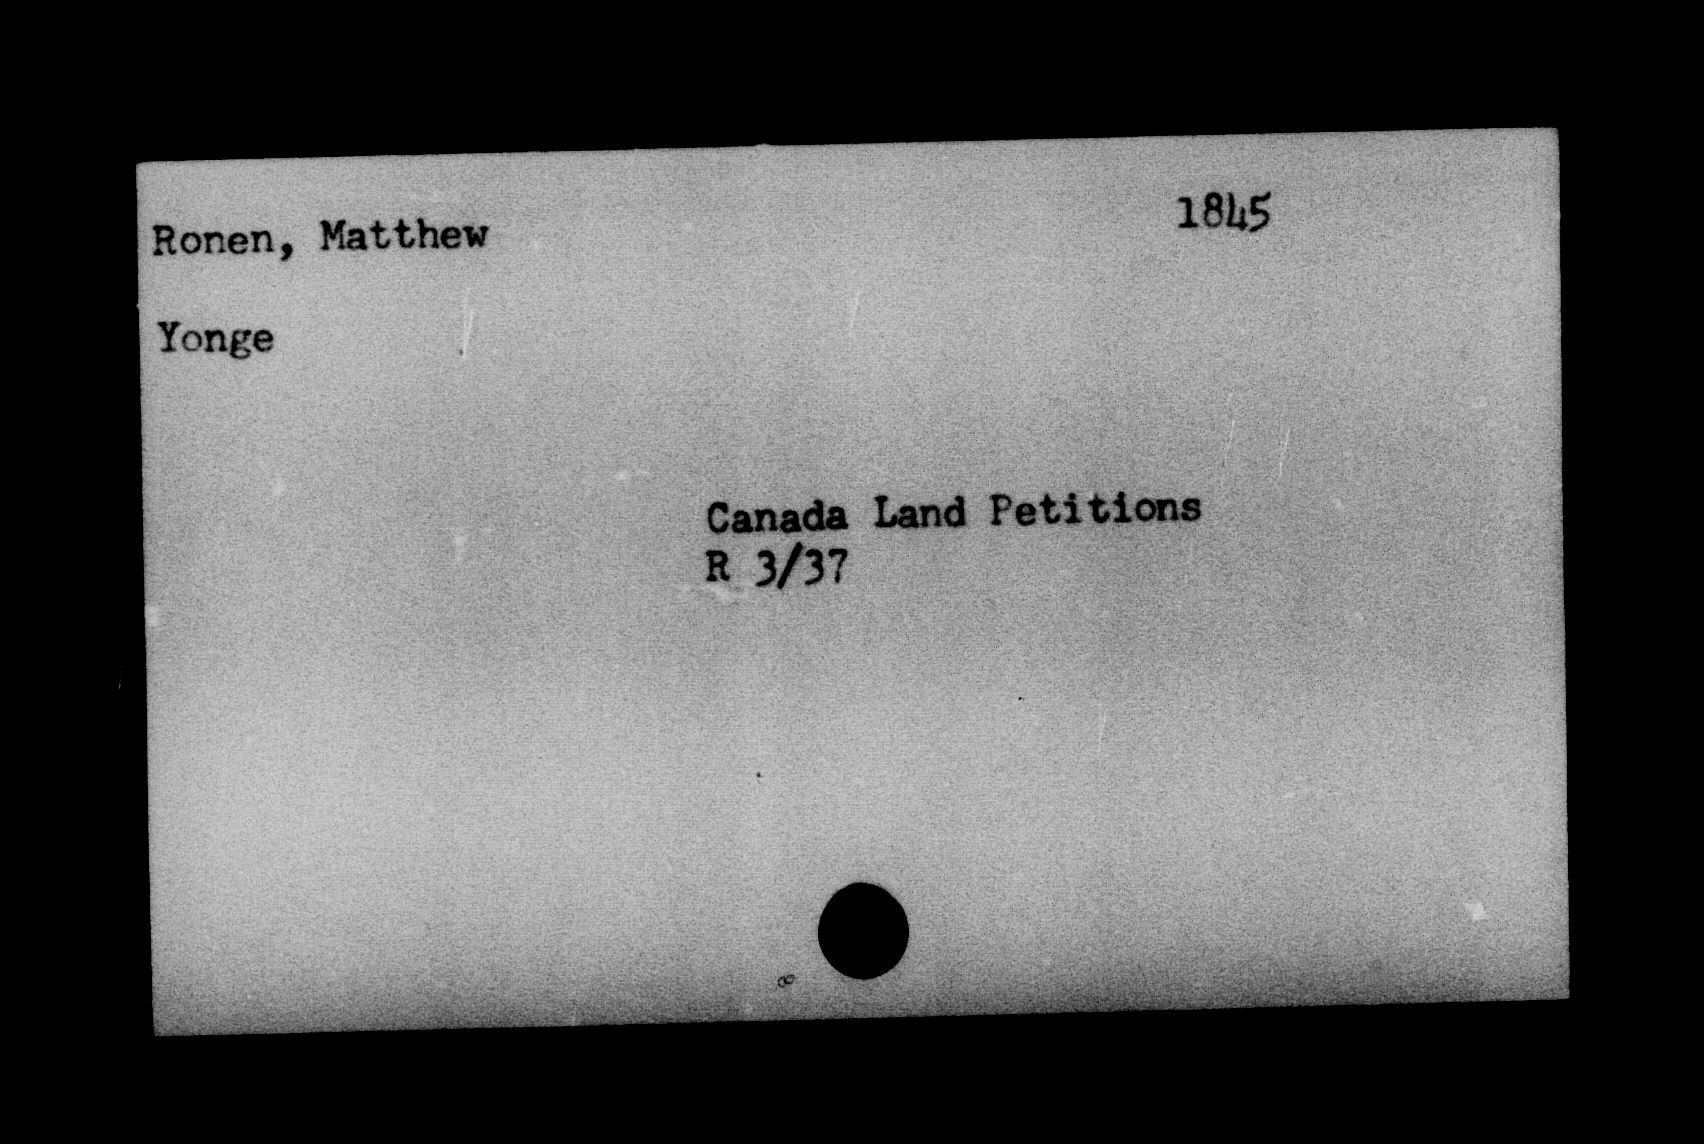 Ronen, Matthew 1845
Yonge
Canada Land Petitions
R 3/37